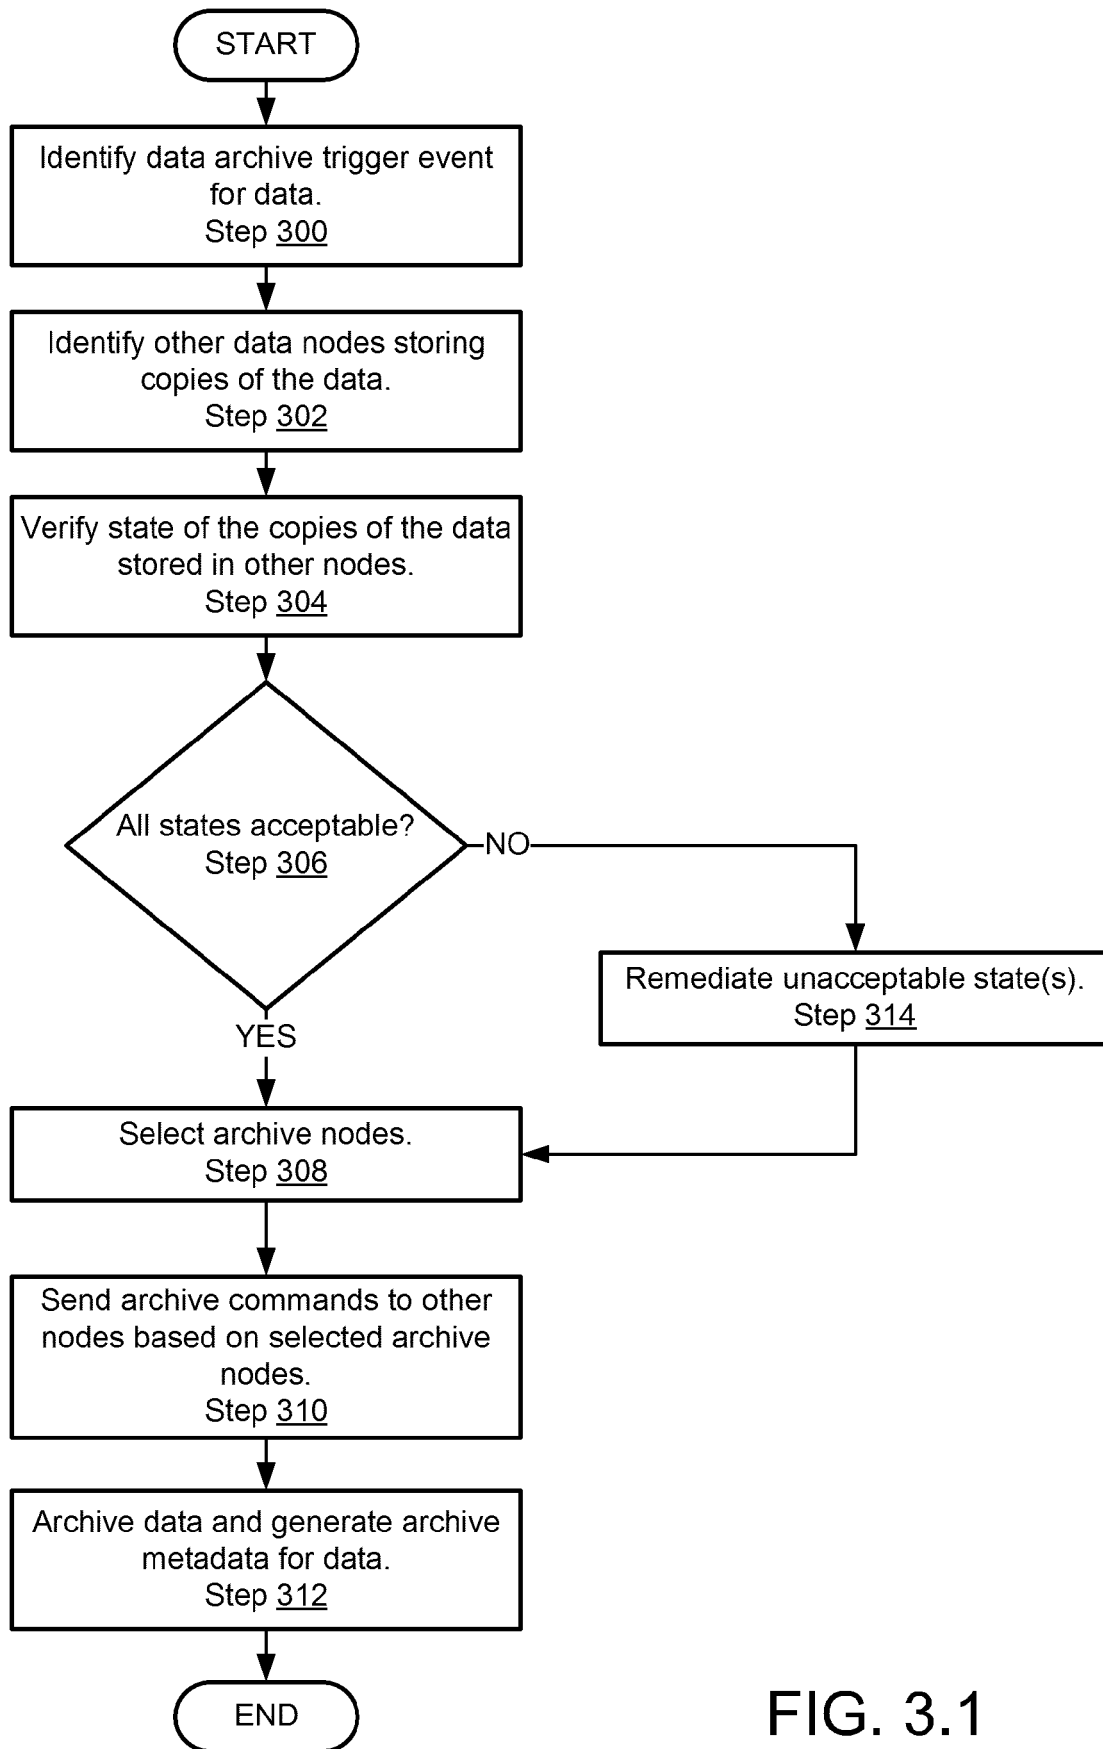 START
Identify data archive trigger event
for data.
Step 300
Identify other data nodes storing
copies of the data.
Step 302
Verify state of the copies of the data
stored in other nodes.
Step 304
All states acceptable?
Step 306
NO
Remediate unacceptable state(s).
Step 314
YES
Select archive nodes.
Step 308
Send archive commands to other
nodes based on selected archive
nodes.
Step 310
Archive data and generate archive
metadata for data.
Step 312
END
FIG. 3.1